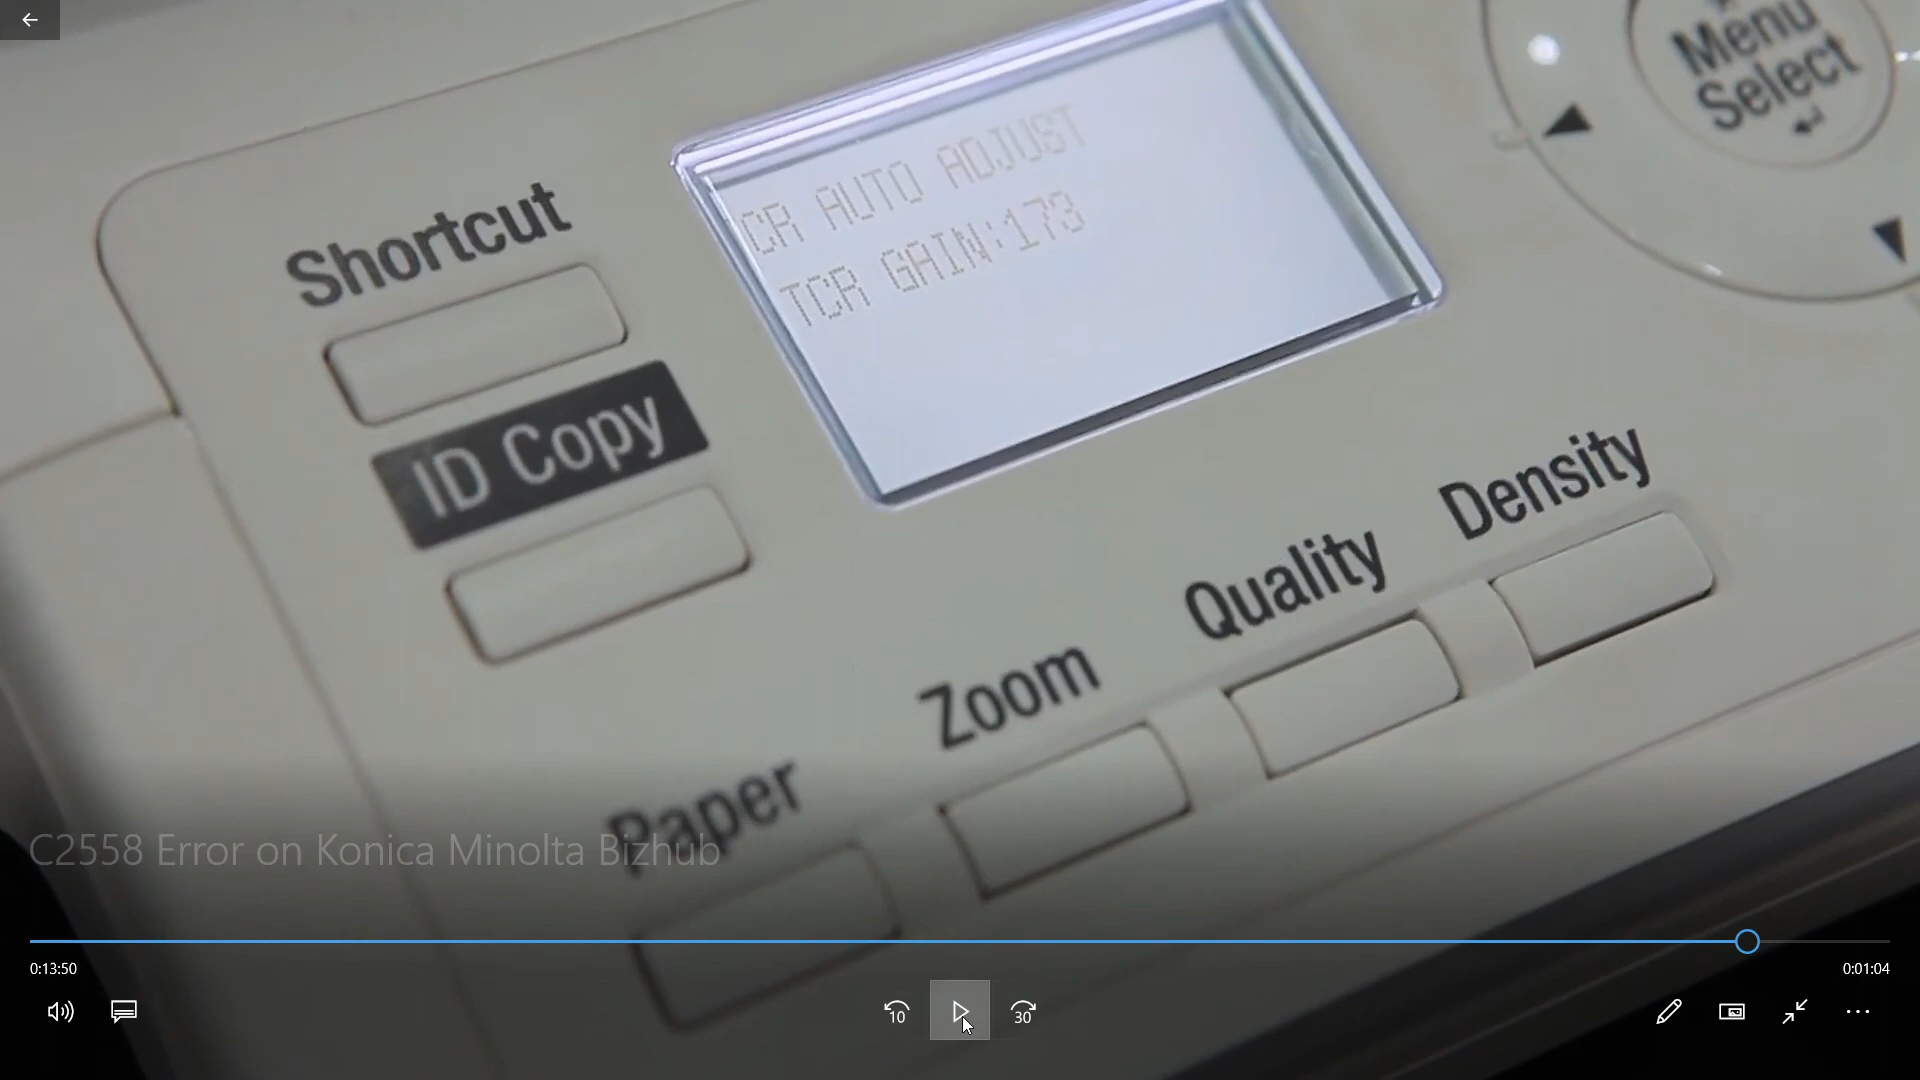 Menu
Select
CR AUTO ADJUST
TCR GAIN:173
Shortcut
ID Copy
Density
Quality
Zoom
Paper
C2558 Error on Konica Minolta Bizhub
0:13:50
0:01:04
10
30